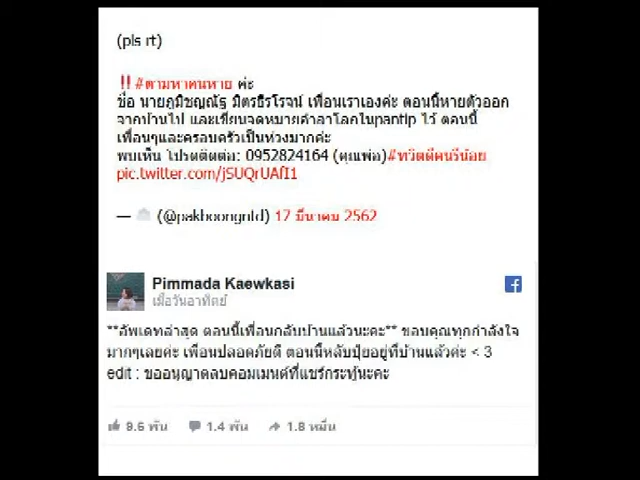 (pls rt)
‼️#ตามหาคนหาย ค่ะ
ชื่อ นายภูมิชญณัฐ มิตรธีรโรจน์ เพื่อนเราเองค่ะ ตอนนี้หายตัวออก
จากบ้านไป และเขียนจดหมายคำลาโลกในpantip ไว้ ตอนนี้
เพื่อนๆและครอบครัวเป็นห่วงมากค่ะ
พบเห็น โปรดติดต่อ: 0952824164 (คุณพ่อ)#ทวิตดีคนรีน้อย
pic.twitter.com/jSUQrUAfI1
— (@pakhoongntd) 17 มีนาคม 2562
Pimmada Kaewkasi
เมื่อวันอาทิตย์
**อัพเดทล่าสุด ตอนนี้เพื่อนกลับบ้านแล้วนะคะ** ขอบคุณทุกกำลังใจ
มากๆเลยค่ะ เพื่อนปลอดภัยดี ตอนนี้หลับปุ๋ยอยู่ที่บ้านแล้วค่ะ < 3
edit : ขออนุญาตลบคอมเมนต์ที่แชร์กระทู้นะคะ
9.6 พัน 1.4 พัน 1.8 หมื่น